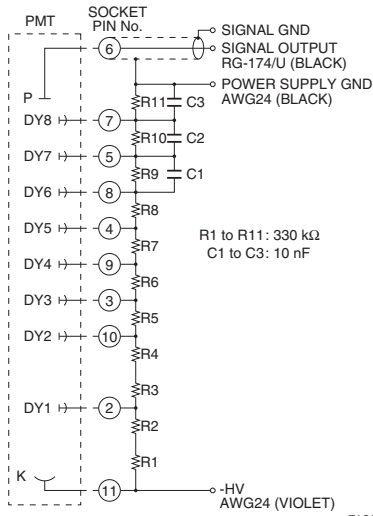 PMT
SOCKET
PIN No.
SIGNAL GND
6
SIGNAL OUTPUT
RG-174/U (BLACK)
POWER SUPPLY GND
AWG24 (BLACK)
P
R11
C3
DY8
7
R10
C2
DY7
5
R9
C1
DY6
8
R8
DY5
4
R7
R1 to R11: 330 kΩ
C1 to C3: 10 nF
DY4
9
R6
DY3
3
R5
DY2
10
R4
R3
DY1
2
R2
R1
K
11
-HV
AWG24 (VIOLET)